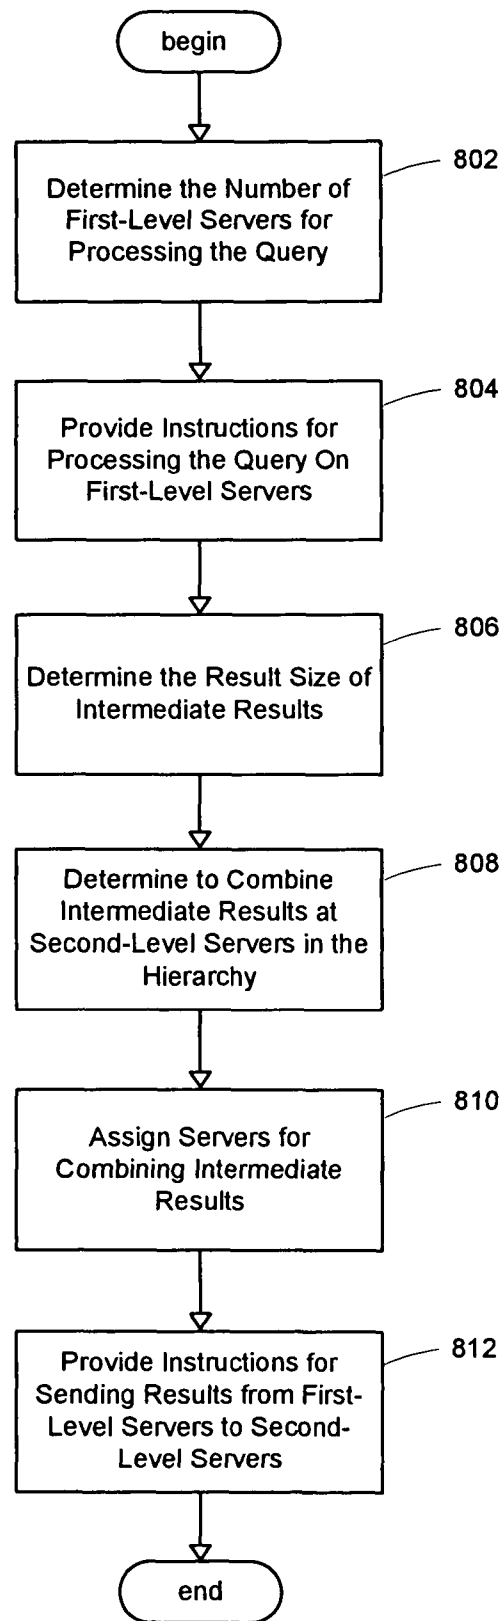 begin
802
Determine the Number of
First-Level Servers for
Processing the Query
804
Provide Instructions for
Processing the Query On
First-Level Servers
806
Determine the Result Size of
Intermediate Results
808
Determine to Combine
Intermediate Results at
Second-Level Servers in the
Hierarchy
810
Assign Servers for
Combining Intermediate
Results
812
Provide Instructions for
Sending Results from First-
Level Servers to Second-
Level Servers
end